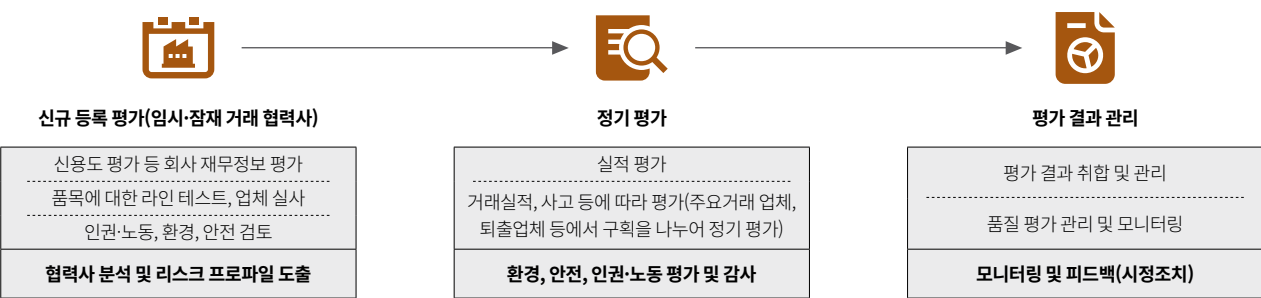 신규 등록 평가(임시·잠재 거래 협력사)
신용도 평가 등 회사 재무정보 평가
품목에 대한 라인 테스트, 업체 실사
인권·노동, 환경, 안전 검토
협력사 분석 및 리스크 프로파일 도출
정기 평가
실적 평가
거래실적, 사고 등에 따라 평가(주요거래 업체,
퇴출업체 등에서 구획을 나누어 정기 평가)
환경, 안전, 인권·노동 평가 및 감사
평가 결과 관리
평가 결과 취합 및 관리
품질 평가 관리 및 모니터링
모니터링 및 피드백(시정조치)